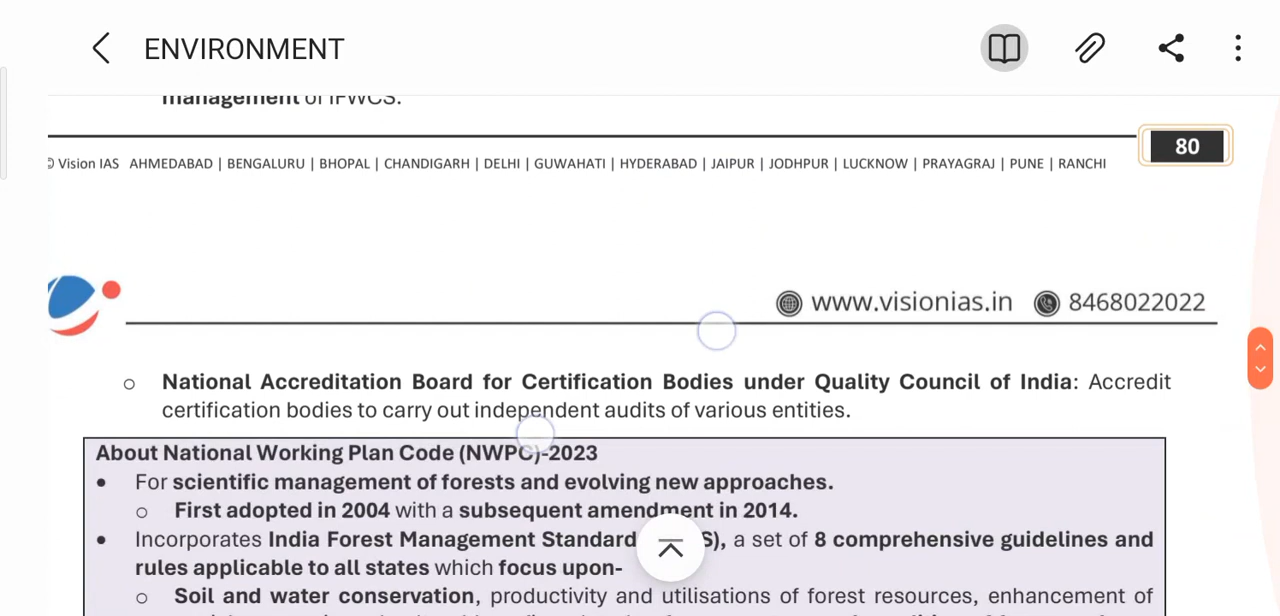 ENVIRONMENT
management of IFWCS.
80
© Vision IAS AHMEDABAD | BENGALURU | BHOPAL | CHANDIGARH | DELHI | GUWAHATI | HYDERABAD | JAIPUR | JODHPUR | LUCKNOW | PRAYAGRAJ | PUNE | RANCHI
www.visionias.in 8468022022
○ National Accreditation Board for Certification Bodies under Quality Council of India: Accredit
certification bodies to carry out independent audits of various entities.
About National Working Plan Code (NWPC)-2023
• For scientific management of forests and evolving new approaches.
○ First adopted in 2004 with a subsequent amendment in 2014.
• Incorporates India Forest Management Standard S), a set of 8 comprehensive guidelines and
rules applicable to all states which focus upon-
○ Soil and water conservation, productivity and utilisations of forest resources, enhancement of